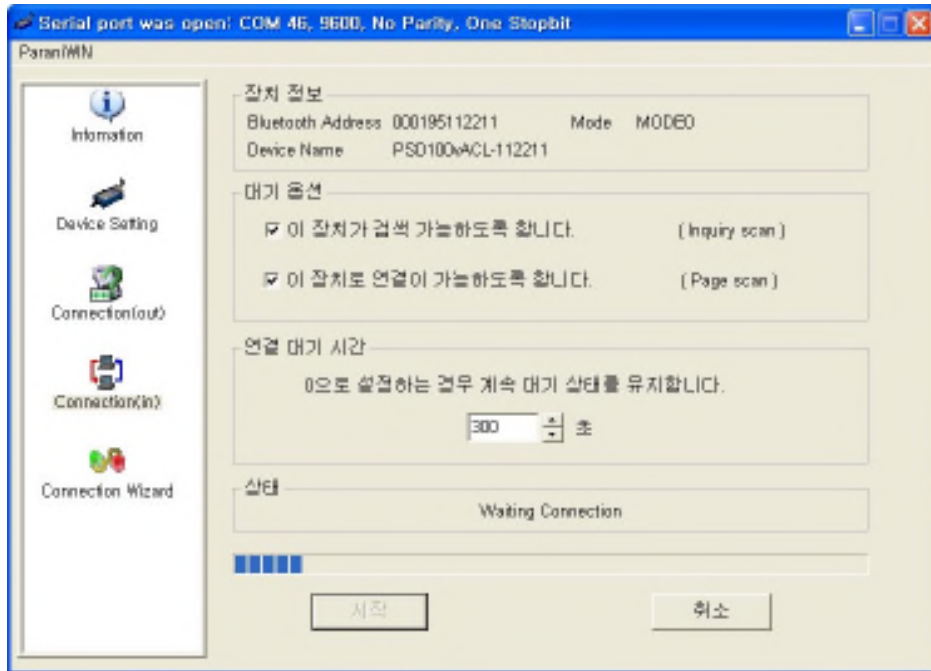 Serial port was open: COM 46, 9600, No Parity, One Stopbit
ParaniWIN
Infomation
Device Setting
Connection(out)
Connection(in)
Connection Wizard
장치 정보
Bluetooth Address 000195112211 Mode MODE0
Device Name PSD100vACL-112211
대기 옵션
이 장치가 검색 가능하도록 합니다. ( Inquiry scan )
이 장치로 연결이 가능하도록 합니다. ( Page scan )
연결 대기 시간
0으로 설정하는 경우 계속 대기 상태를 유지합니다.
300 초
상태
Waiting Connection
시작 취소